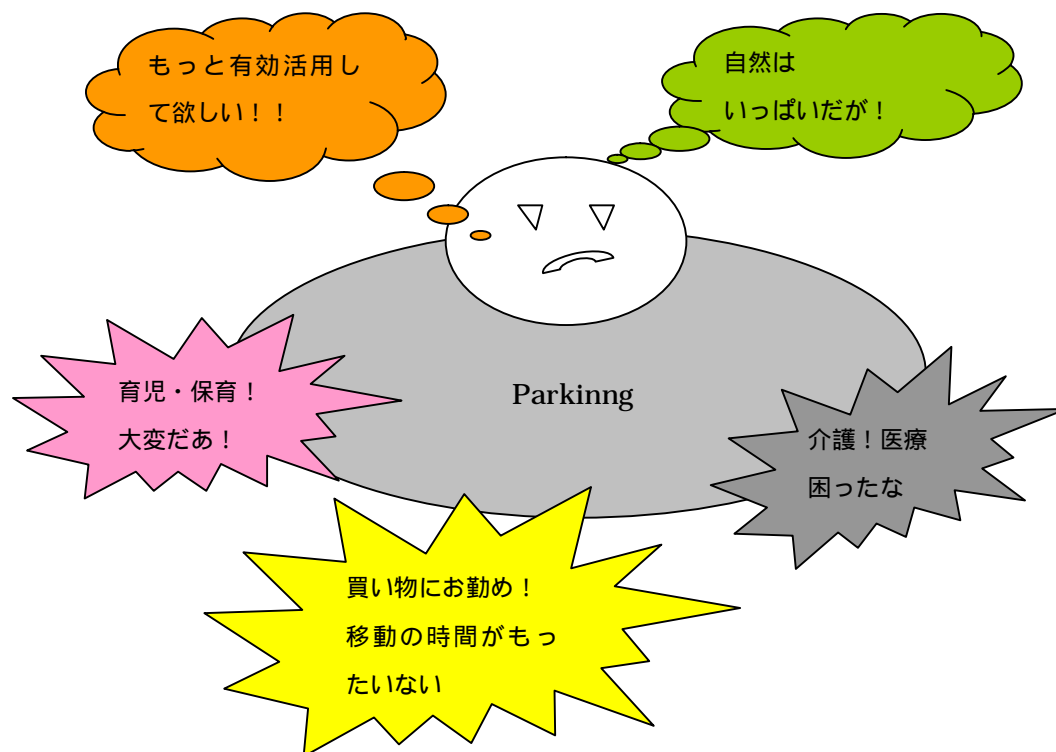 もっと有効活用し
て欲しい！！
自然は
いっぱいだが！
Parkinng
育児・保育！
大変だあ！
介護！医療
困ったな
買い物にお勤め！
移動の時間がもっ
たいない